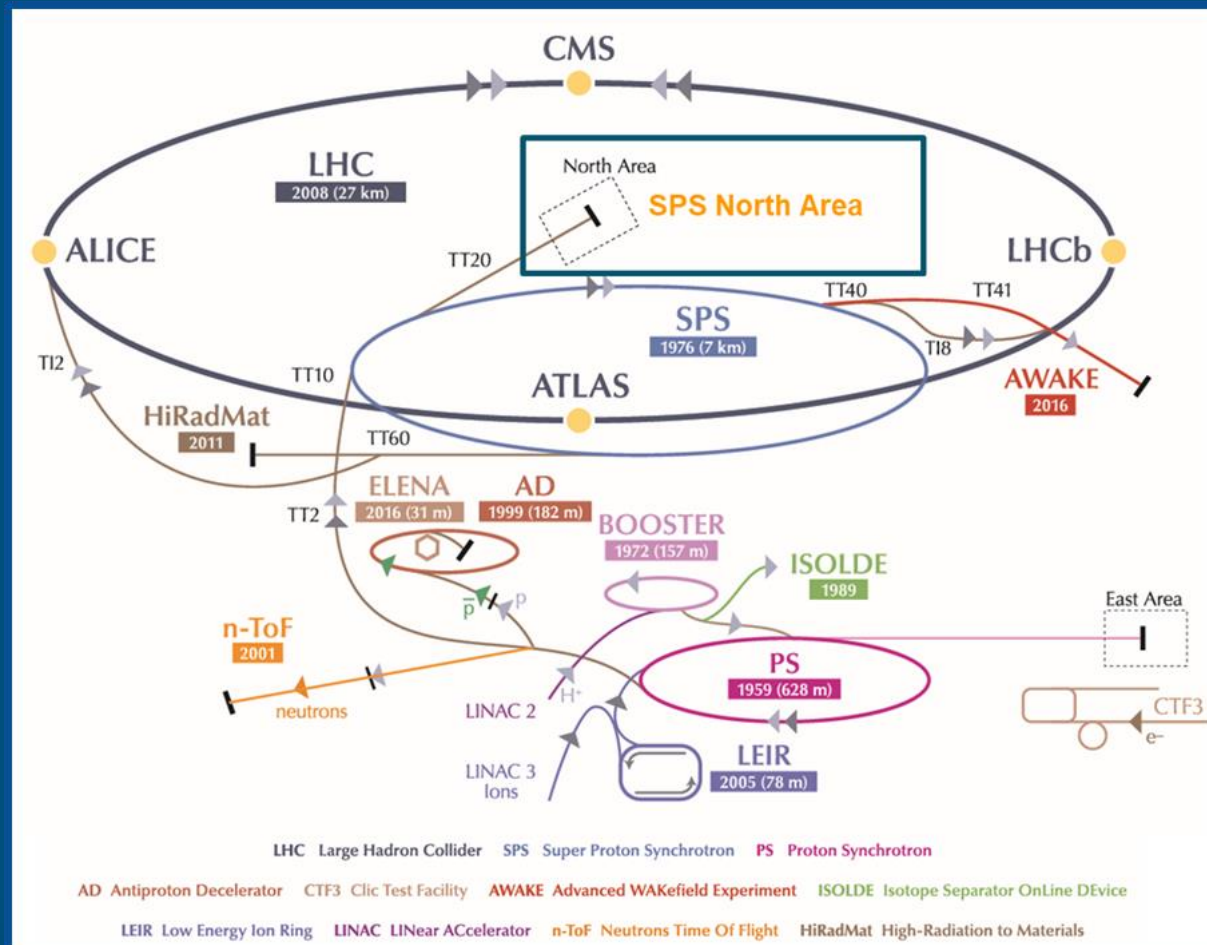 CMS
LHC
2008 (27 km)
North Area
SPS North Area
ALICE
LHCb
TT20
TT40
TT41
SPS
1976 (7 km)
TI2
TI8
TT10
ATLAS
AWAKE
2016
HiRadMat
2011
TT60
ELENA
2016 (31 m)
AD
1999 (182 m)
TT2
BOOSTER
1972 (157 m)
ISOLDE
1989
p̅
p
East Area
n-ToF
2001
PS
1959 (628 m)
neutrons
H⁺
LINAC 2
CTF3
e–
LINAC 3
Ions
LEIR
2005 (78 m)
LHC Large Hadron Collider SPS Super Proton Synchrotron PS Proton Synchrotron
AD Antiproton Decelerator CTF3 Clic Test Facility AWAKE Advanced WAKefield Experiment ISOLDE Isotope Separator OnLine DEvice
LEIR Low Energy Ion Ring LINAC LINear ACcelerator n-ToF Neutrons Time Of Flight HiRadMat High-Radiation to Materials